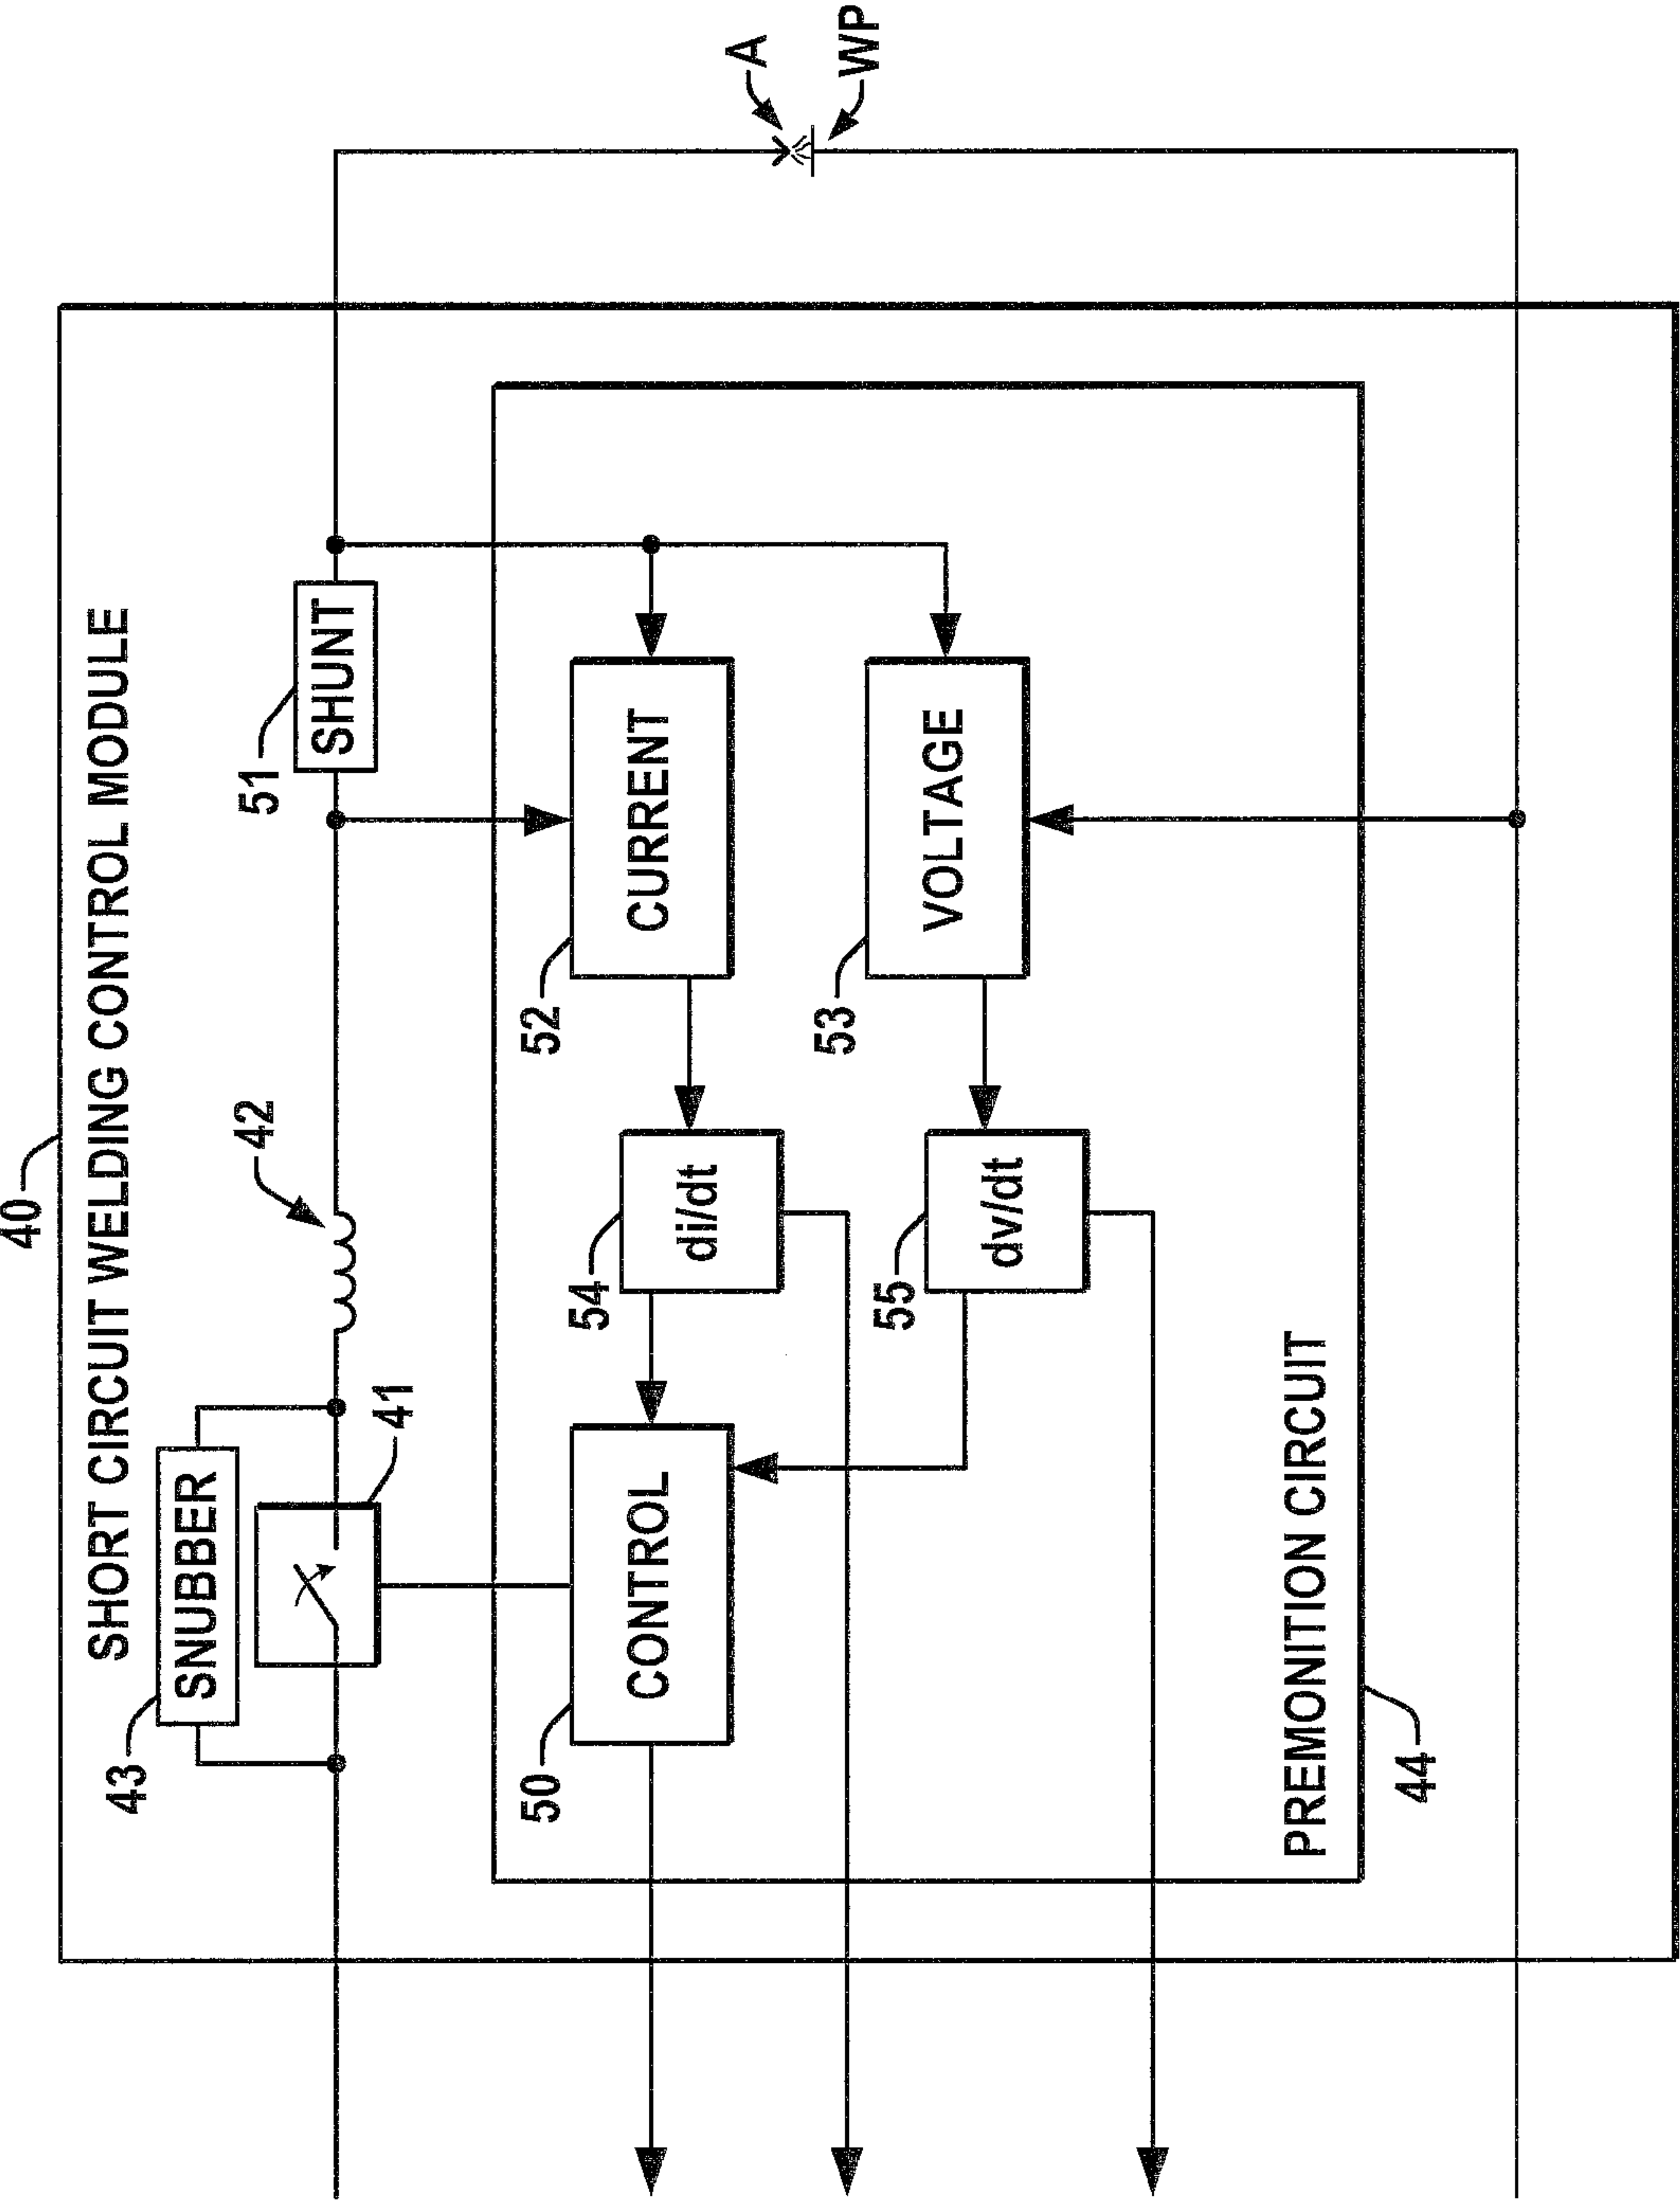 40
SHORT CIRCUIT WELDING CONTROL MODULE
43
SNUBBER
41
42
51
SHUNT
A
WP
50
CONTROL
54
di/dt
52
CURRENT
55
dv/dt
53
VOLTAGE
PREMONITION CIRCUIT
44